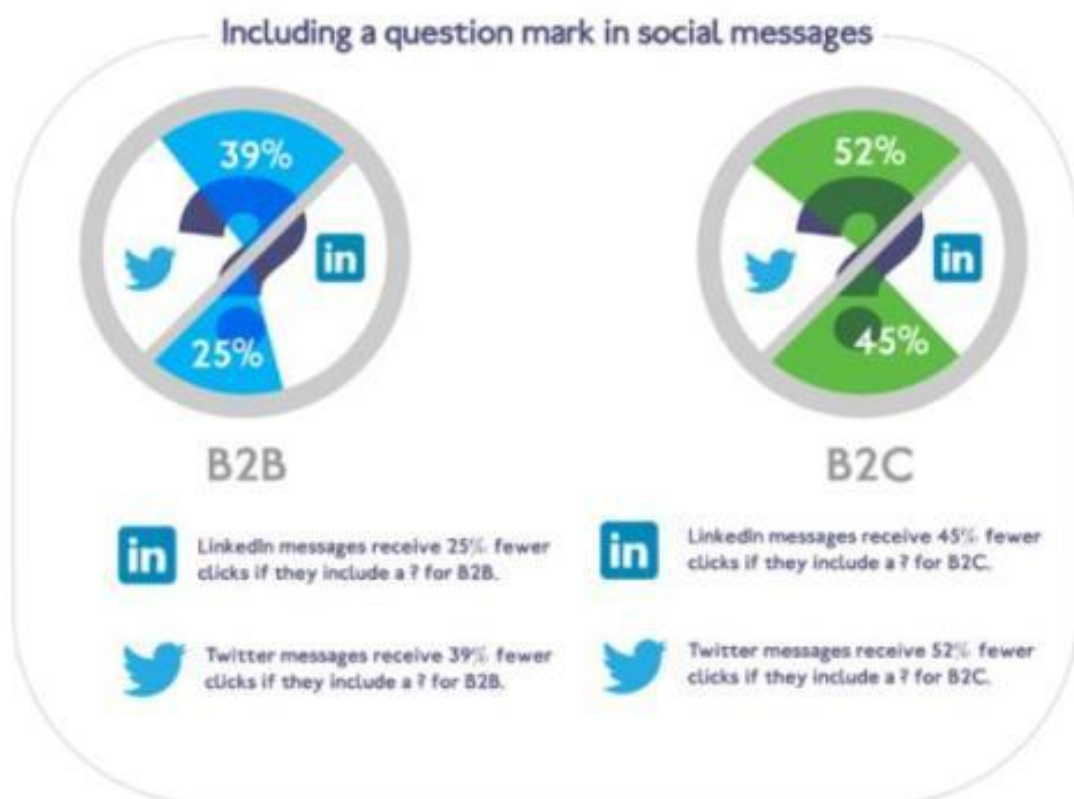 Including a question mark in social messages
39%
?
in
25%
B2B
52%
?
in
45%
B2C
in
LinkedIn messages receive 25% fewer
clicks if they include a ? for B2B.
Twitter messages receive 39% fewer
clicks if they include a ? for B2B.
in
LinkedIn messages receive 45% fewer
clicks if they include a ? for B2C.
Twitter messages receive 52% fewer
clicks if they include a ? for B2C.